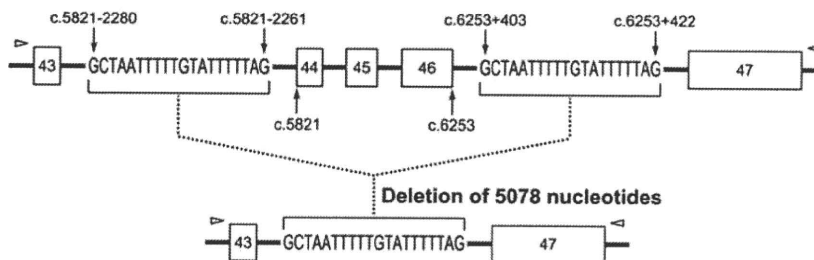 c.5821-2280 c.5821-2261 c.6253+403 c.6253+422
43 GCTAATTTTTGTATTTTTAG 44 45 46 GCTAATTTTTGTATTTTTAG 47
c.5821 c.6253
Deletion of 5078 nucleotides
43 GCTAATTTTTGTATTTTTAG 47